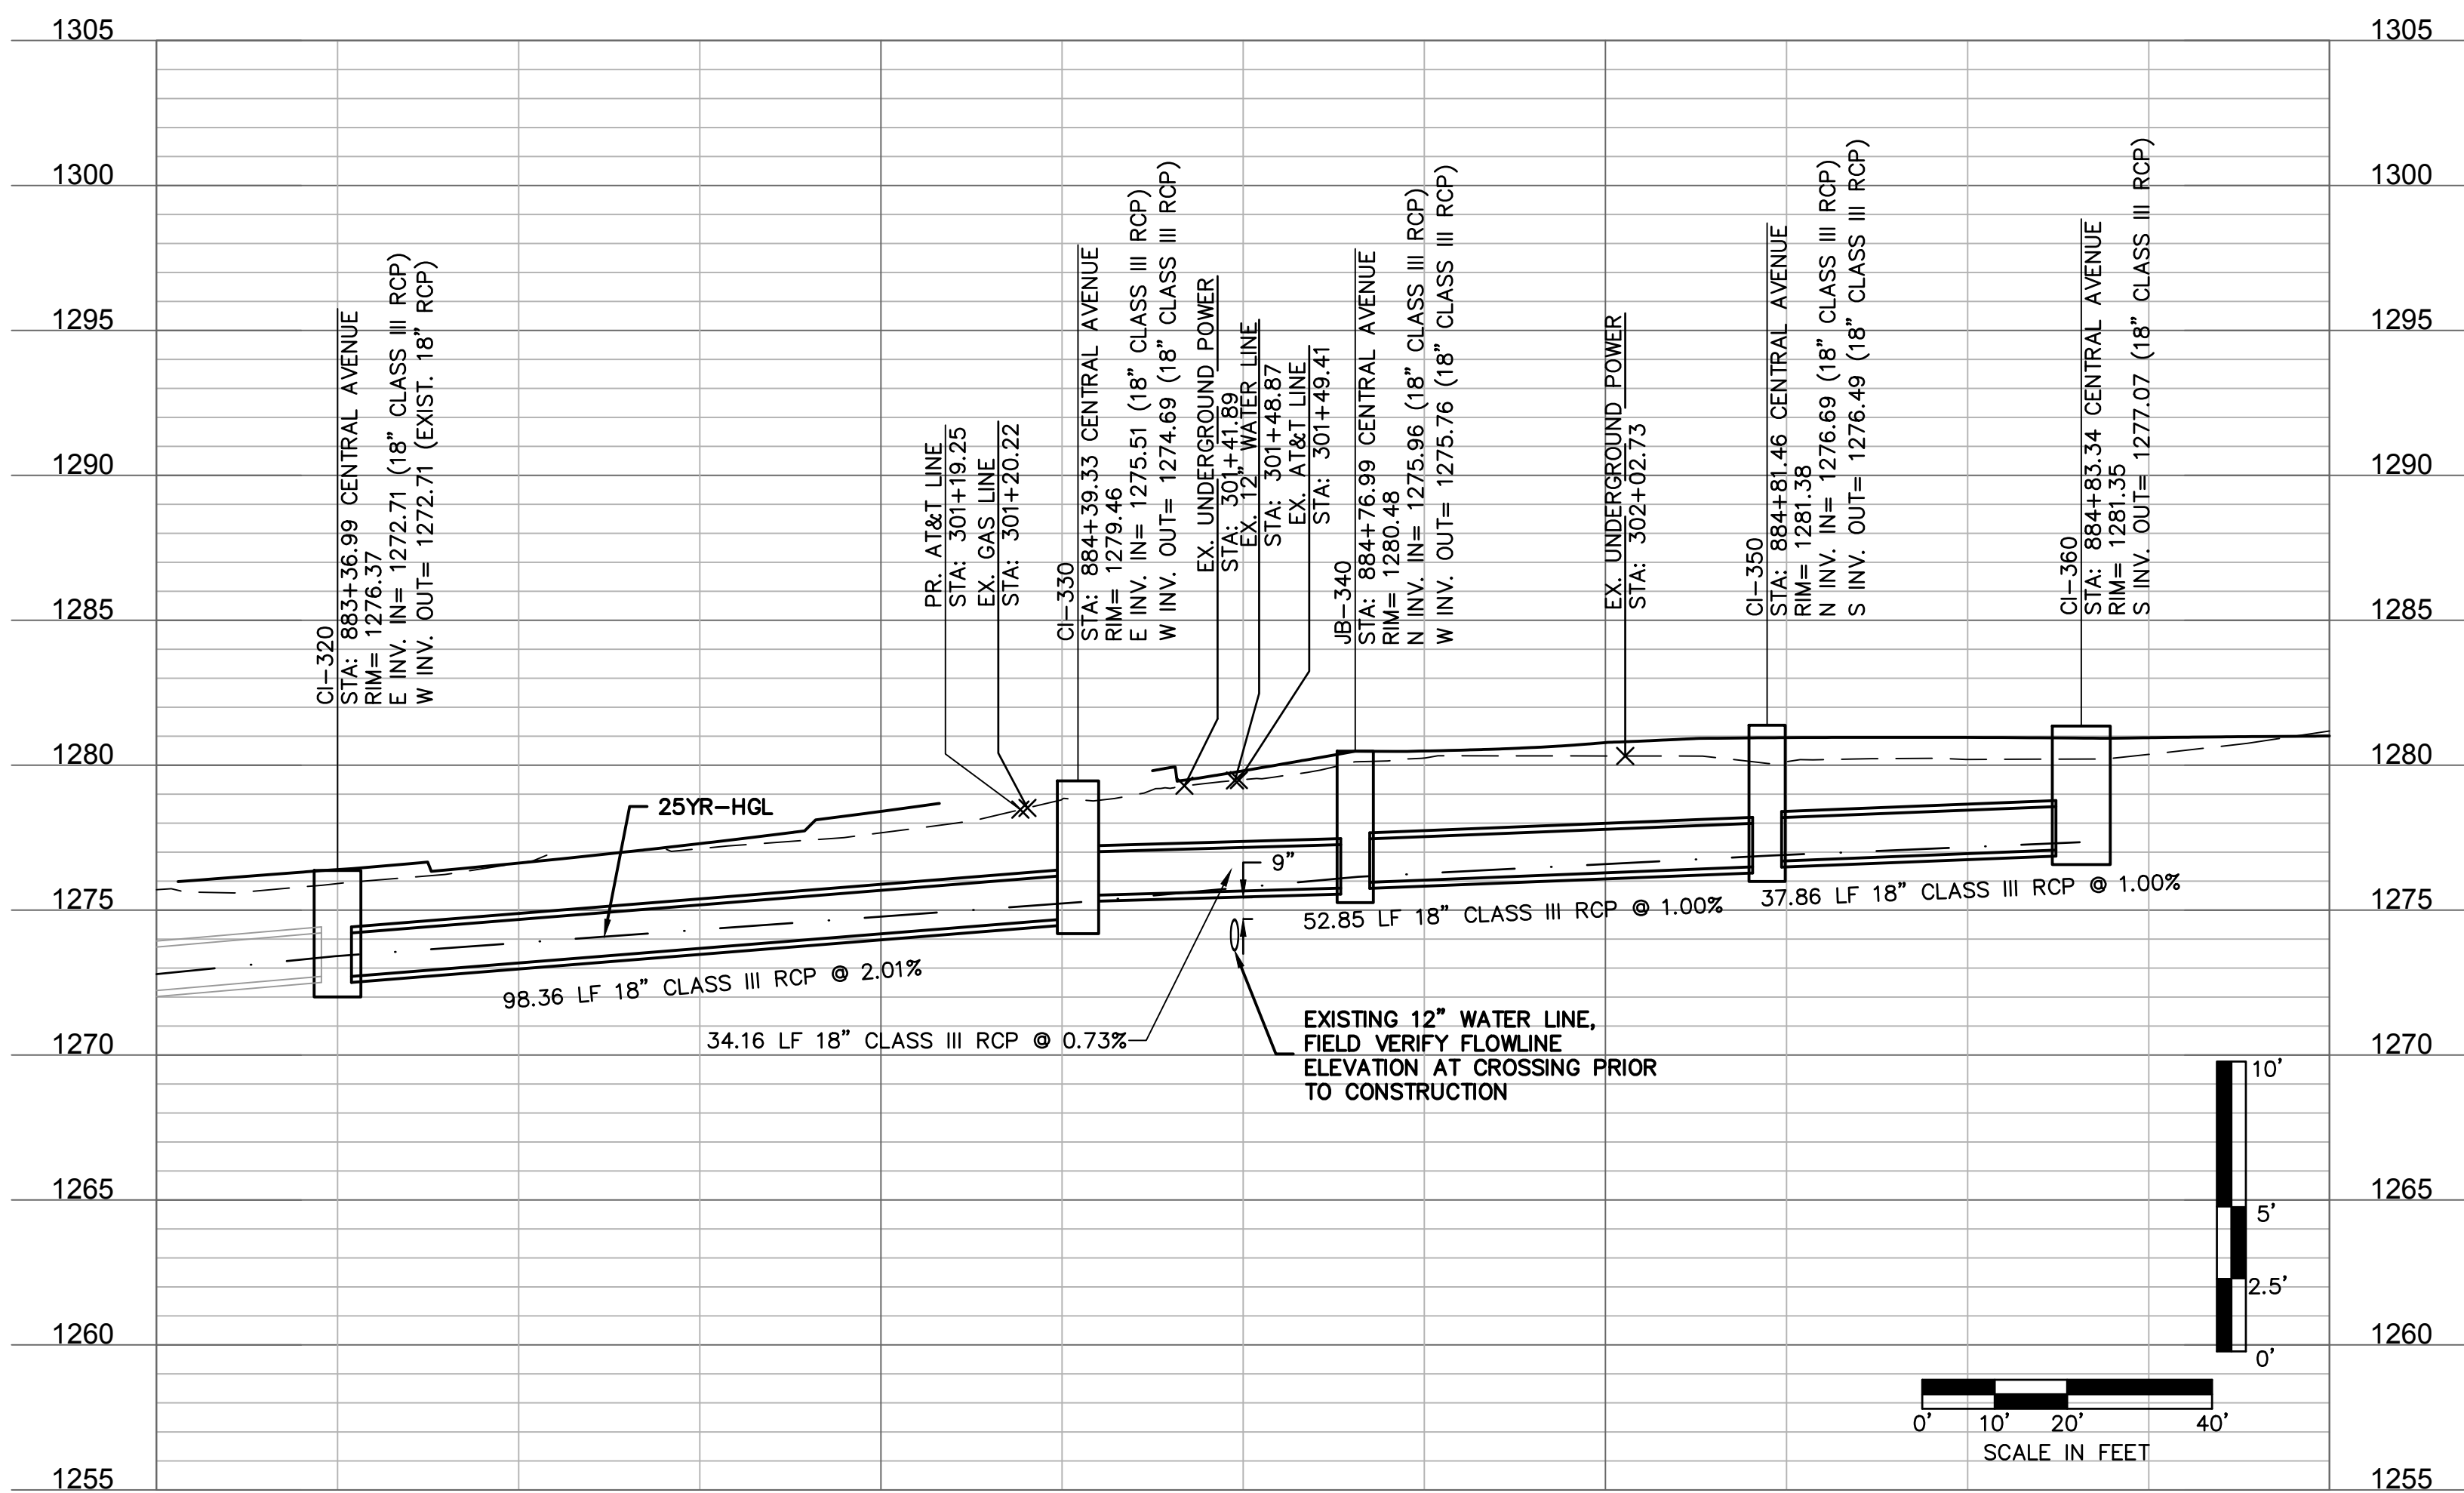 1305
1305
1300
1300
1295
1295
1290
1290
1285
1285
1280
1280
1275
1275
1270
1270
1265
1265
1260
1260
1255
1255
CI-320
STA: 883+36.99 CENTRAL AVENUE
RIM= 1276.37
E INV. IN= 1272.71 (18" CLASS III RCP)
W INV. OUT= 1272.71 (EXIST. 18" RCP)
PR. AT&T LINE
STA: 301+19.25
EX. GAS LINE
STA: 301+20.22
CI-330
STA: 884+39.33 CENTRAL AVENUE
RIM= 1279.46
E INV. IN= 1275.51 (18" CLASS III RCP)
W INV. OUT= 1274.69 (18" CLASS III RCP)
EX. UNDERGROUND POWER
STA: 301+41.89
EX. 12" WATER LINE
STA: 301+48.87
EX. AT&T LINE
STA: 301+49.41
JB-340
STA: 884+76.99 CENTRAL AVENUE
RIM= 1280.48
N INV. IN= 1275.96 (18" CLASS III RCP)
W INV. OUT= 1275.76 (18" CLASS III RCP)
EX. UNDERGROUND POWER
STA: 302+02.73
CI-350
STA: 884+81.46 CENTRAL AVENUE
RIM= 1281.38
N INV. IN= 1276.69 (18" CLASS III RCP)
S INV. OUT= 1276.49 (18" CLASS III RCP)
CI-360
STA: 884+83.34 CENTRAL AVENUE
RIM= 1281.35
S INV. OUT= 1277.07 (18" CLASS III RCP)
25YR-HGL
9"
98.36 LF 18" CLASS III RCP @ 2.01%
34.16 LF 18" CLASS III RCP @ 0.73%
52.85 LF 18" CLASS III RCP @ 1.00%
37.86 LF 18" CLASS III RCP @ 1.00%
EXISTING 12" WATER LINE,
FIELD VERIFY FLOWLINE
ELEVATION AT CROSSING PRIOR
TO CONSTRUCTION
10'
5'
2.5'
0'
0' 10' 20' 40'
SCALE IN FEET